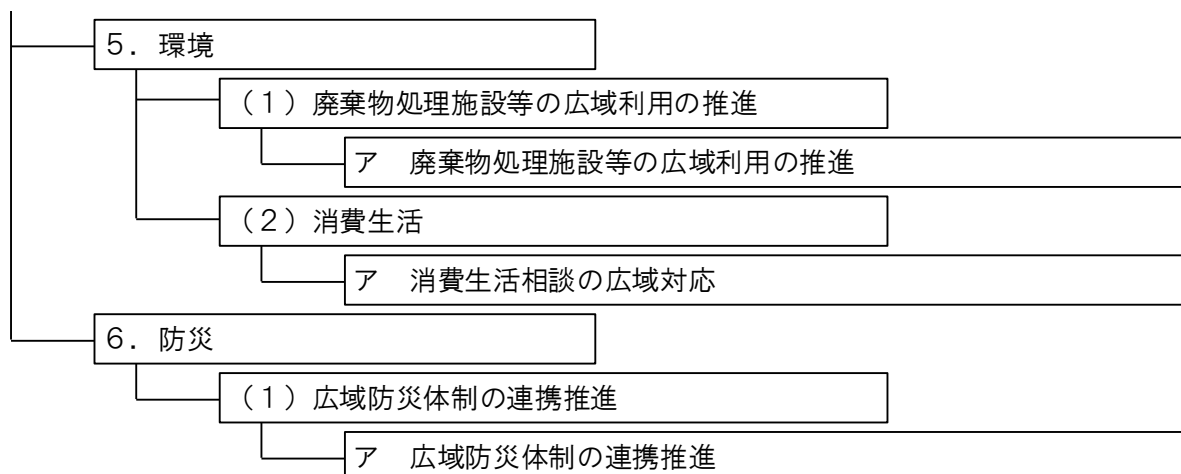 ５．環境
（１）廃棄物処理施設等の広域利用の推進
ア　廃棄物処理施設等の広域利用の推進
（２）消費生活
ア　消費生活相談の広域対応
６．防災
（１）広域防災体制の連携推進
ア　広域防災体制の連携推進